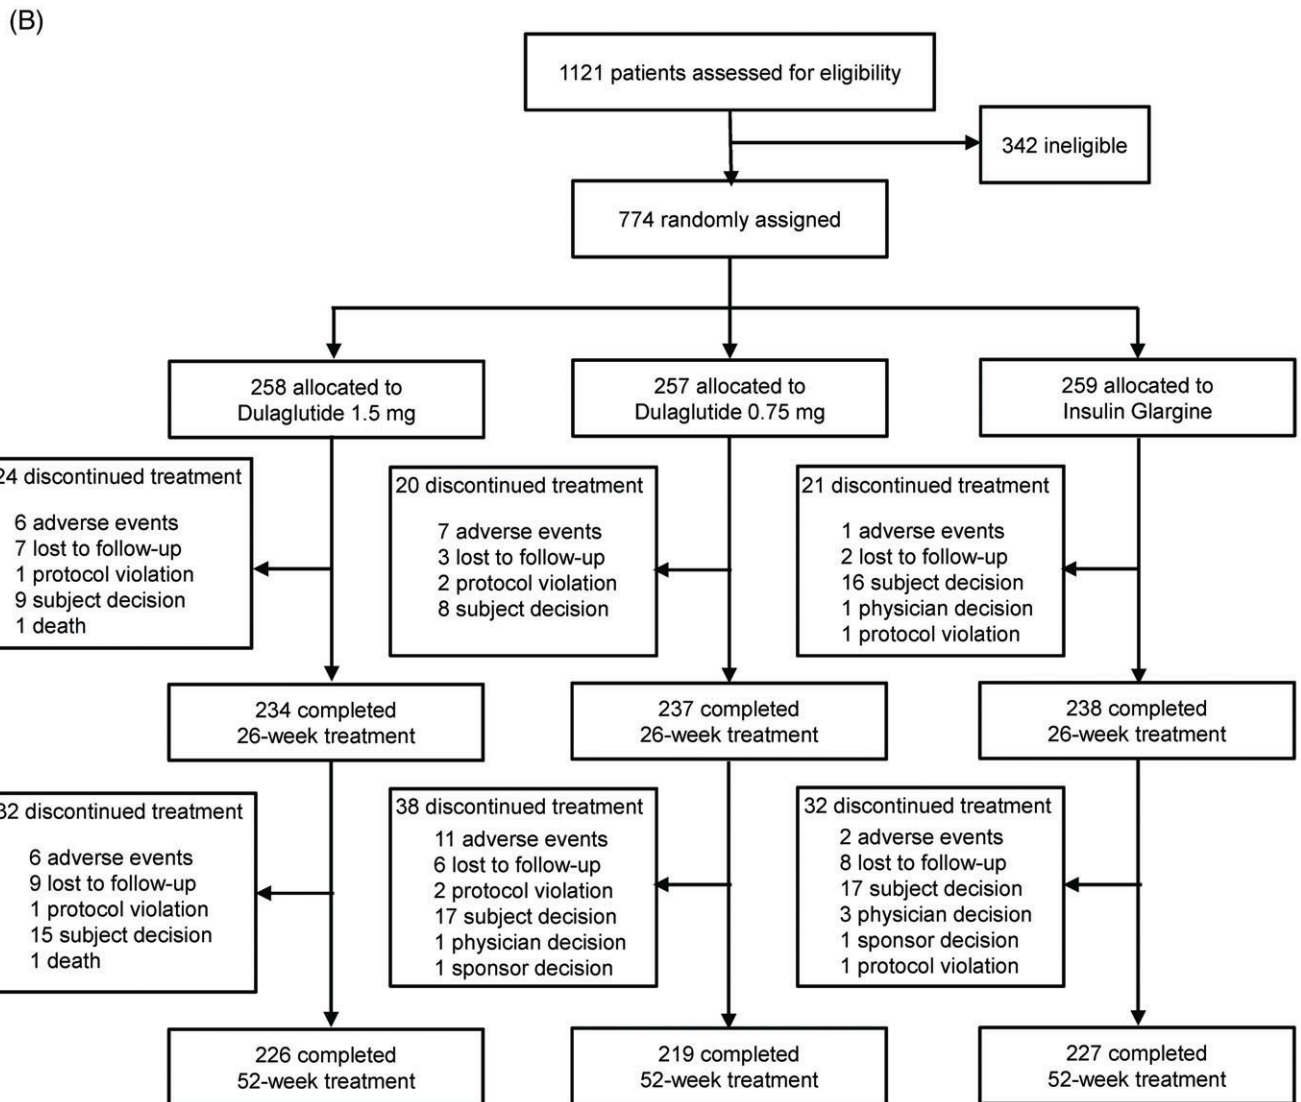 (B)
1121 patients assessed for eligibility
342 ineligible
774 randomly assigned
258 allocated to
Dulaglutide 1.5 mg
257 allocated to
Dulaglutide 0.75 mg
259 allocated to
Insulin Glargine
24 discontinued treatment
6 adverse events
7 lost to follow-up
1 protocol violation
9 subject decision
1 death
20 discontinued treatment
7 adverse events
3 lost to follow-up
2 protocol violation
8 subject decision
21 discontinued treatment
1 adverse events
2 lost to follow-up
16 subject decision
1 physician decision
1 protocol violation
234 completed
26-week treatment
237 completed
26-week treatment
238 completed
26-week treatment
32 discontinued treatment
6 adverse events
9 lost to follow-up
1 protocol violation
15 subject decision
1 death
38 discontinued treatment
11 adverse events
6 lost to follow-up
2 protocol violation
17 subject decision
1 physician decision
1 sponsor decision
32 discontinued treatment
2 adverse events
8 lost to follow-up
17 subject decision
3 physician decision
1 sponsor decision
1 protocol violation
226 completed
52-week treatment
219 completed
52-week treatment
227 completed
52-week treatment